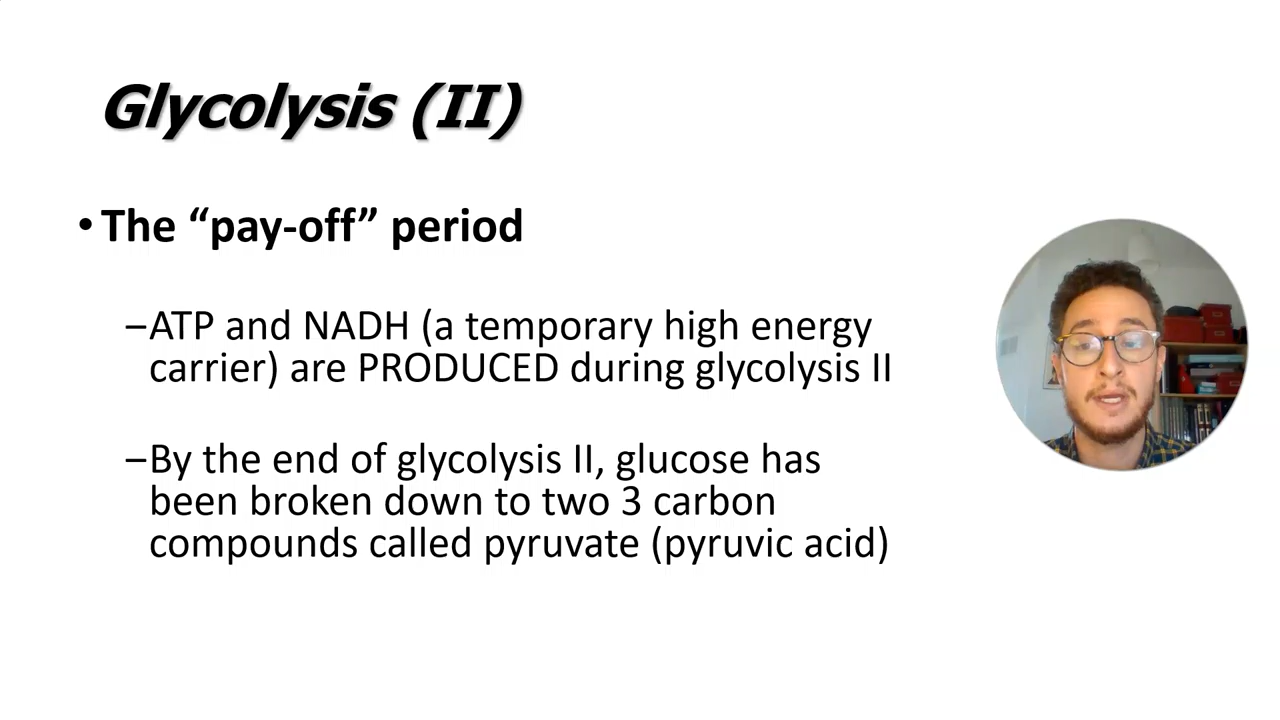 Glycolysis (II)
• The “pay-off” period
–ATP and NADH (a temporary high energy
carrier) are PRODUCED during glycolysis II
–By the end of glycolysis II, glucose has
been broken down to two 3 carbon
compounds called pyruvate (pyruvic acid)